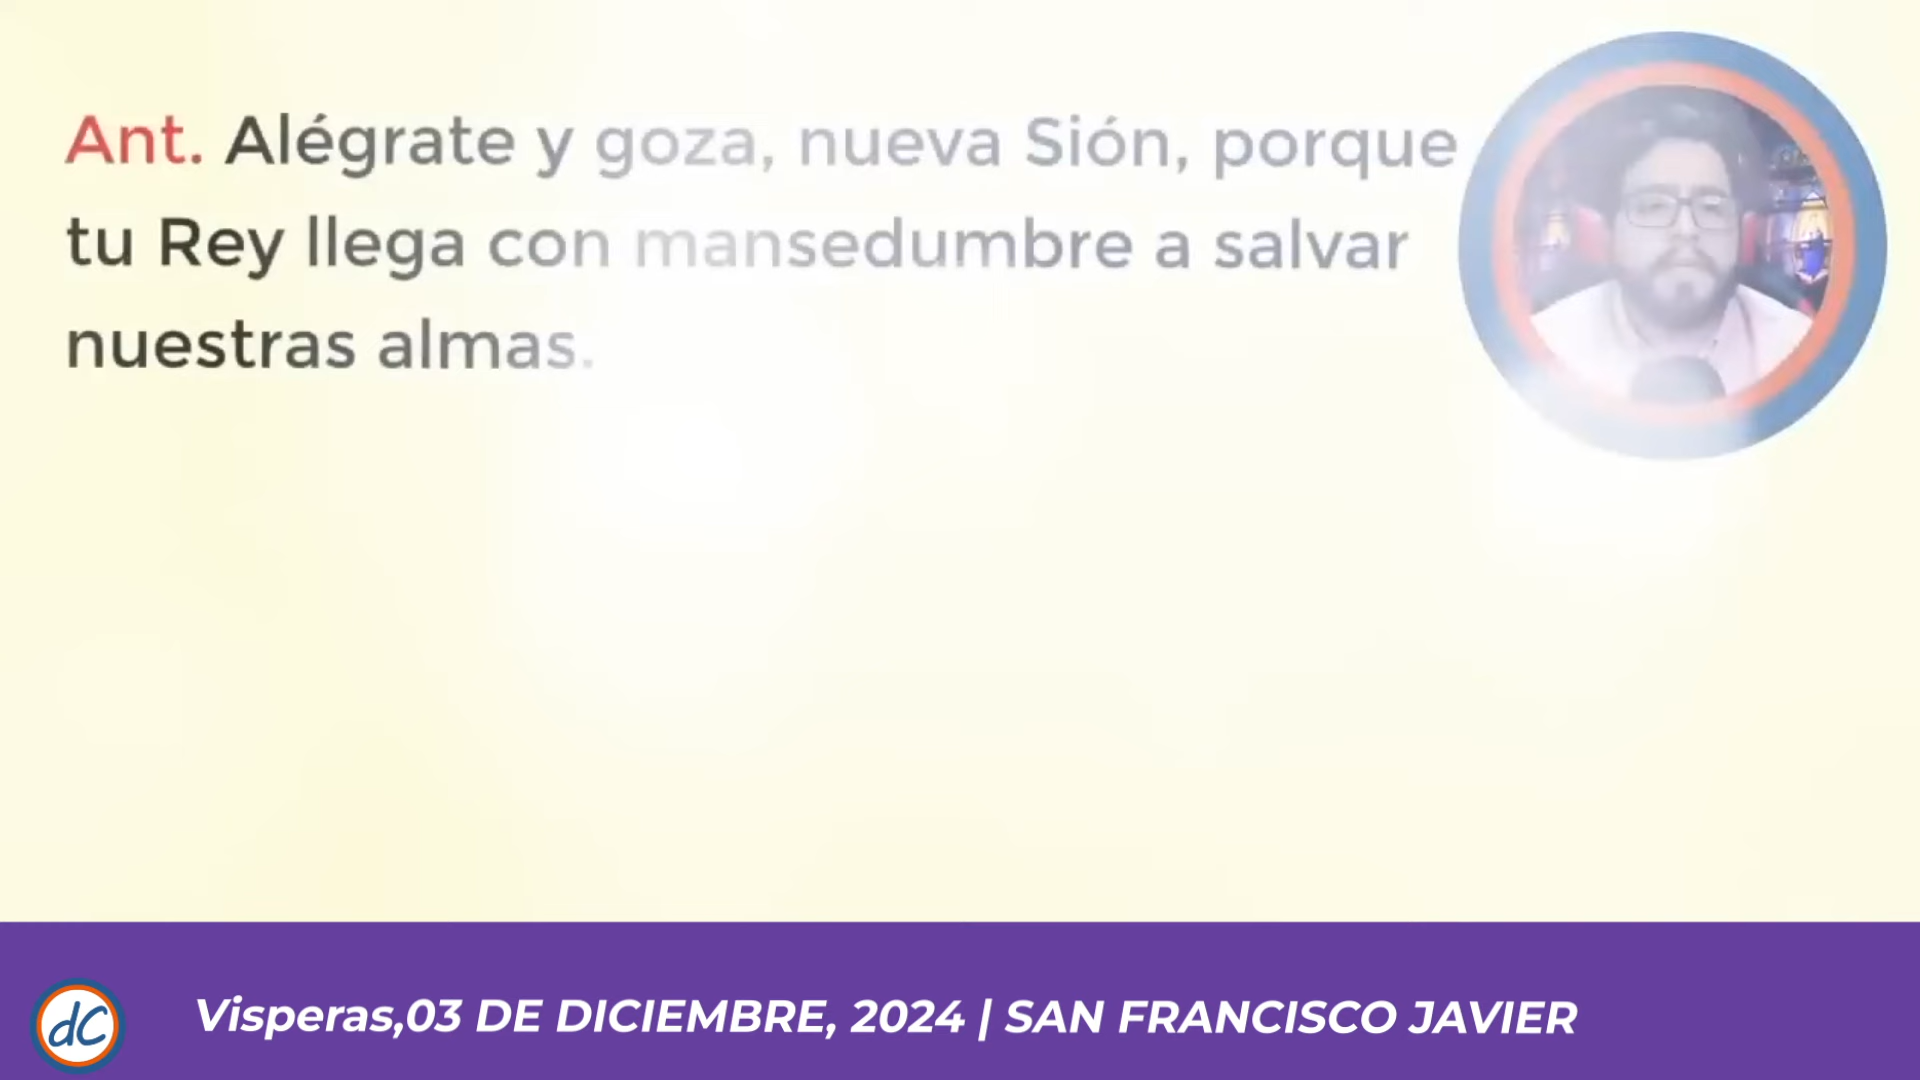 Ant. Alégrate y goza, nueva Sión, porque
tu Rey llega con mansedumbre a salvar
nuestras almas.
dC
Visperas,03 DE DICIEMBRE, 2024 | SAN FRANCISCO JAVIER